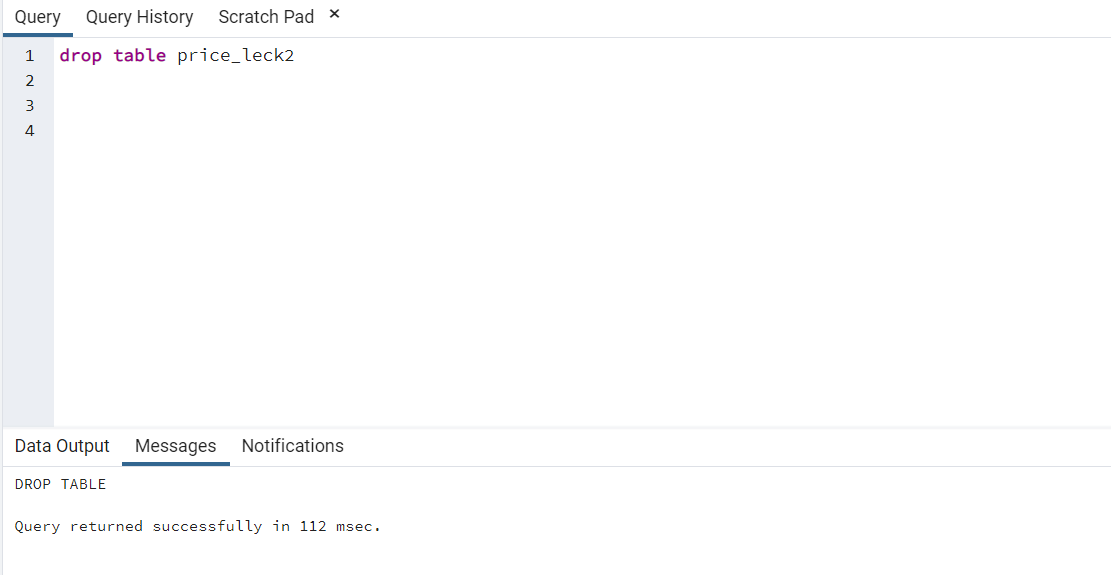 Query Query History Scratch Pad ×
1 drop table price_leck2
2
3
4
Data Output Messages Notifications
DROP TABLE
Query returned successfully in 112 msec.